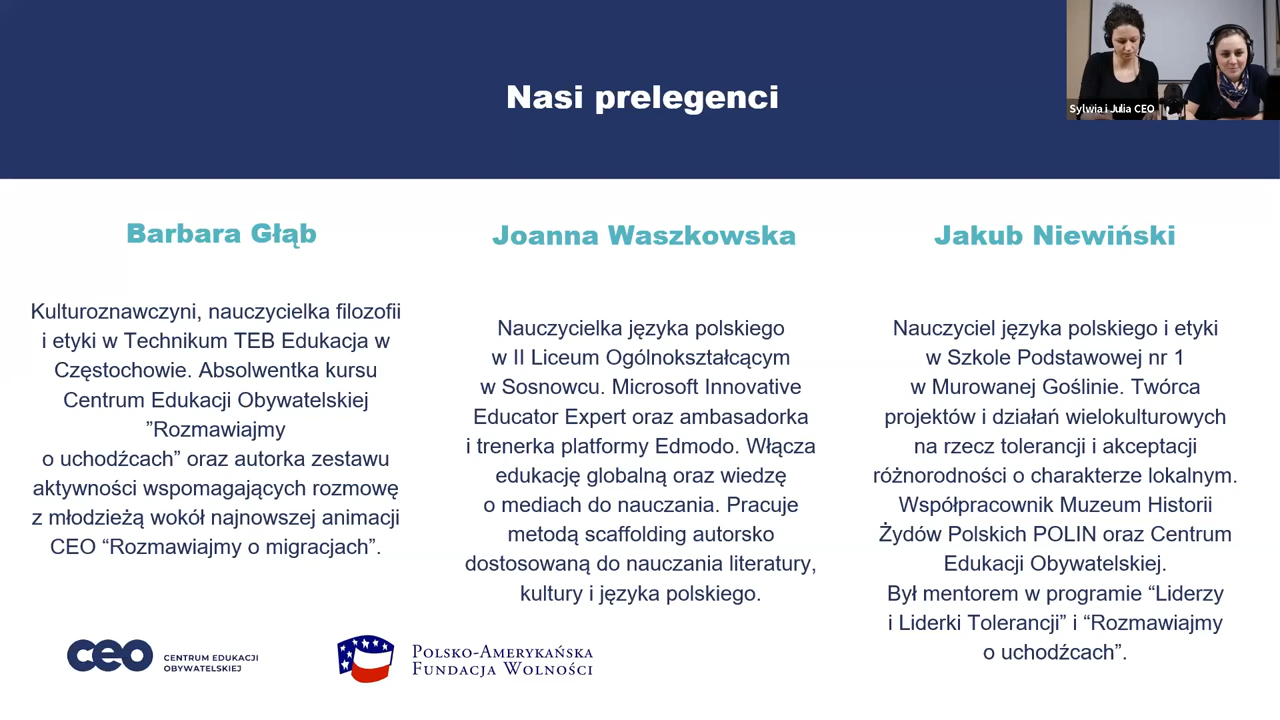 Nasi prelegenci
Sylwia i Julia CEO
Barbara Głąb
Kulturoznawczyni, nauczycielka filozofii
i etyki w Technikum TEB Edukacja w
Częstochowie. Absolwentka kursu
Centrum Edukacji Obywatelskiej
”Rozmawiajmy
o uchodźcach” oraz autorka zestawu
aktywności wspomagających rozmowę
z młodzieżą wokół najnowszej animacji
CEO “Rozmawiajmy o migracjach”.
Joanna Waszkowska
Nauczycielka języka polskiego
w II Liceum Ogólnokształcącym
w Sosnowcu. Microsoft Innovative
Educator Expert oraz ambasadorka
i trenerka platformy Edmodo. Włącza
edukację globalną oraz wiedzę
o mediach do nauczania. Pracuje
metodą scaffolding autorsko
dostosowaną do nauczania literatury,
kultury i języka polskiego.
Jakub Niewiński
Nauczyciel języka polskiego i etyki
w Szkole Podstawowej nr 1
w Murowanej Goślinie. Twórca
projektów i działań wielokulturowych
na rzecz tolerancji i akceptacji
różnorodności o charakterze lokalnym.
Współpracownik Muzeum Historii
Żydów Polskich POLIN oraz Centrum
Edukacji Obywatelskiej.
Był mentorem w programie “Liderzy
i Liderki Tolerancji” i “Rozmawiajmy
o uchodźcach”.
ceo
CENTRUM EDUKACJI
OBYWATELSKIEJ
POLSKO-AMERYKAŃSKA
FUNDACJA WOLNOŚCI